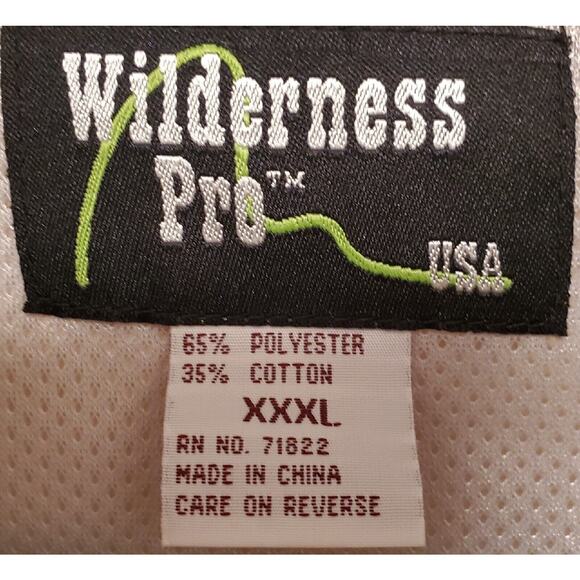 Wilderness
Pro™
USA
65% POLYESTER
35% COTTON
XXXL
RN NO. 71822
MADE IN CHINA
CARE ON REVERSE